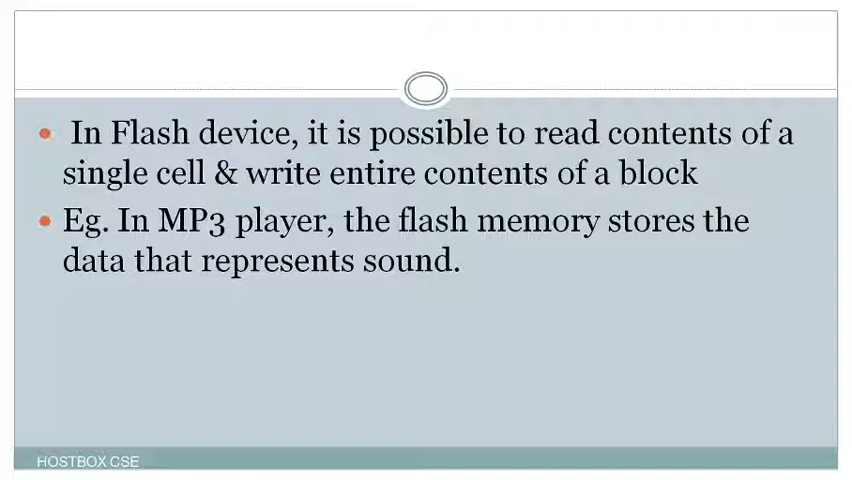 • In Flash device, it is possible to read contents of a
single cell & write entire contents of a block
• Eg. In MP3 player, the flash memory stores the
data that represents sound.
HOSTBOX CSE